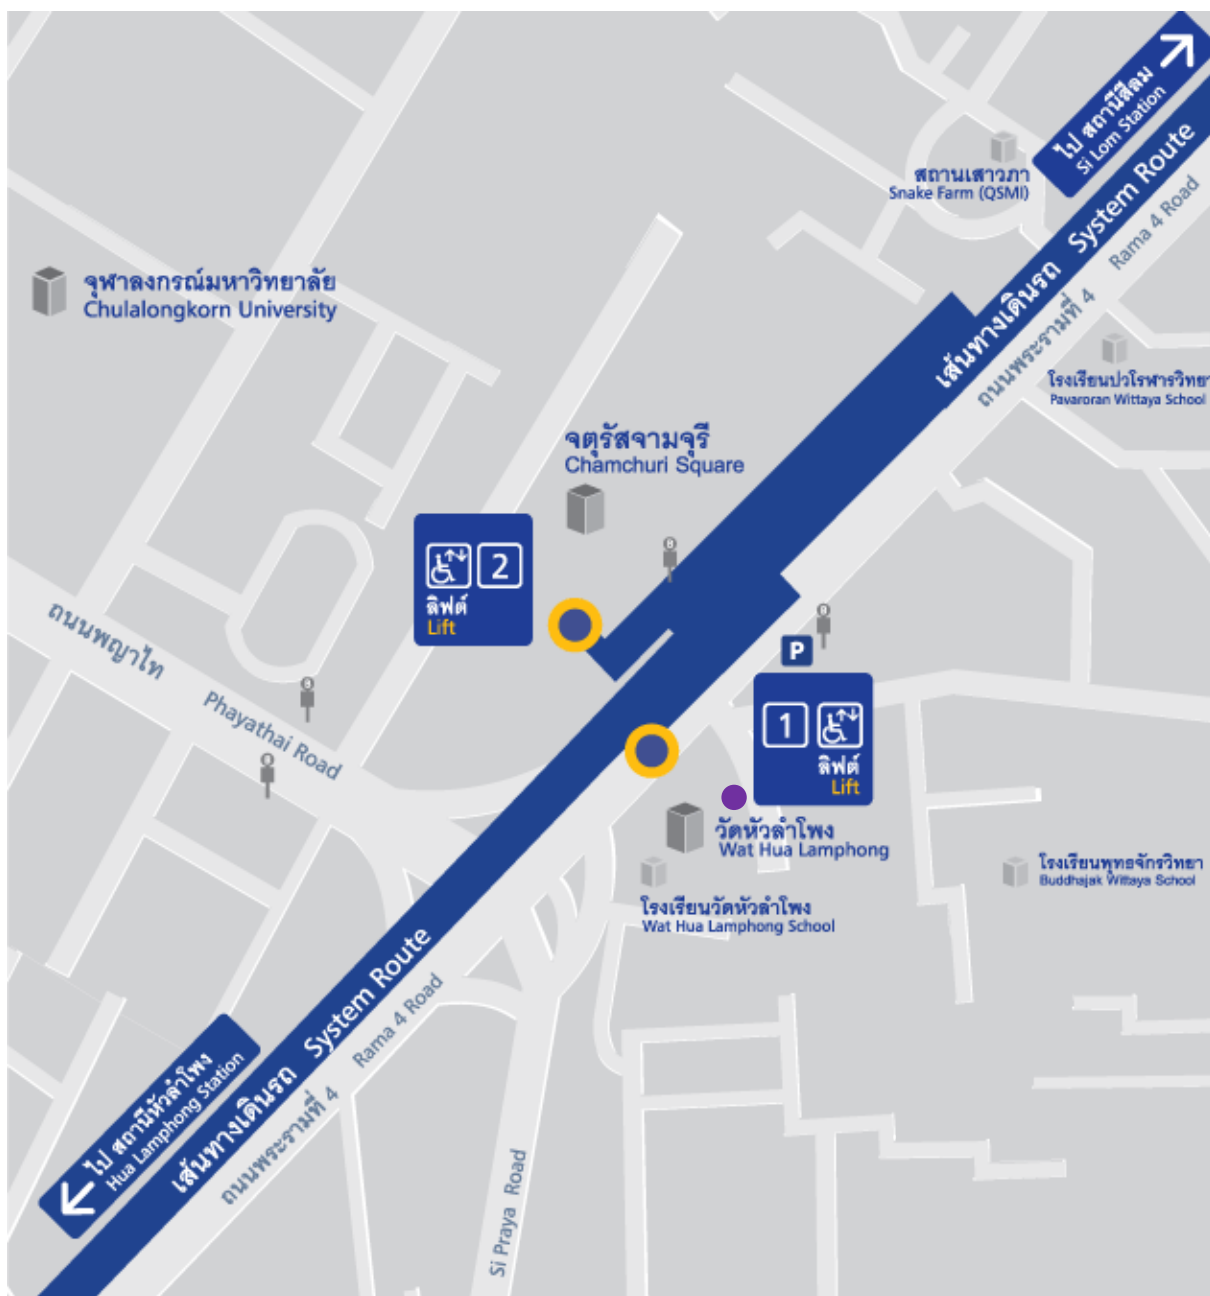 ไป สถานีสีลม
Si Lom Station
สถานเสาวภา
Snake Farm (QSMI)
เส้นทางเดินรถ System Route
ถนนพระรามที่ 4 Rama 4 Road
จุฬาลงกรณ์มหาวิทยาลัย
Chulalongkorn University
โรงเรียนปวโรฬารวิทยา
Pavaroran Wittaya School
จตุรัสจามจุรี
Chamchuri Square
2
ลิฟต์
Lift
ถนนพญาไท Phayathai Road
P
1
ลิฟต์
Lift
วัดหัวลำโพง
Wat Hua Lamphong
โรงเรียนวัดหัวลำโพง
Wat Hua Lamphong School
โรงเรียนพุทธจักรวิทยา
Buddhajak Wittaya School
เส้นทางเดินรถ System Route
ถนนพระรามที่ 4 Rama 4 Road
ไป สถานีหัวลำโพง
Hua Lamphong Station
Si Praya Road